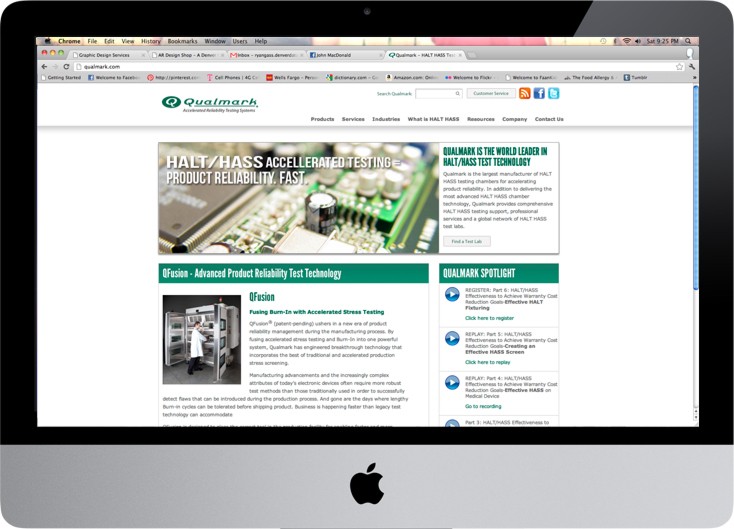 Chrome File Edit View History Bookmarks Window Users Help
Sat 9:25 PM
Graphic Design Services
AR Design Shop - A Denver
John MacDonald
Qualmark - HALT HASS
qualmark.com
Getting Started
Welcome to Facebo
Cell Phones | 4G
Wells Fargo - Person
dictionary.com - Go
Amazon.com: Onlin
Welcome to Flickr
The Food Allergy
Tumblr
Search Qualmark
Customer Service
Qualmark
Accelerated Reliability Testing Systems
Products Services Industries What is HALT HASS Resources Company Contact Us
HALT/HASS ACCELLERATED TESTING =
PRODUCT RELIABILITY. FAST.
QUALMARK IS THE WORLD LEADER IN
HALT/HASS TEST TECHNOLOGY
Qualmark is the largest manufacturer of HALT
HASS testing chambers for accelerating
product reliability. In addition to delivering the
most advanced HALT HASS chamber
technology, Qualmark provides comprehensive
HALT HASS testing support, professional
services and a global network of HALT HASS
test labs.
Find a Test Lab
QFusion - Advanced Product Reliability Test Technology
QFusion
Fusing Burn-In with Accelerated Stress Testing
QFusion® (patent-pending) ushers in a new era of product
reliability management during the manufacturing process. By
fusing accelerated stress testing and Burn-In into one powerful
system, Qualmark has engineered breakthrough technology that
incorporates the best of traditional and accelerated production
stress screening.
Manufacturing advancements and the increasingly complex
attributes of today's electronic devices often require more robust
test methods than those traditionally used in order to successfully
detect flaws that can be introduced during the production process. And gone are the days where lengthy
Burn-In cycles can be tolerated before shipping product. Business is happening faster than legacy test
technology can accommodate
QUALMARK SPOTLIGHT
REGISTER: Part 6: HALT/HASS
Effectiveness to Achieve Warranty Cost
Reduction Goals-Effective HALT
Fixturing
Click here to register
REPLAY: Part 5: HALT/HASS
Effectiveness to Achieve Warranty Cost
Reduction Goals-Creating an
Effective HASS Screen
Click here to replay
REPLAY: Part 4: HALT/HASS
Effectiveness to Achieve Warranty Cost
Reduction Goals-Effective HASS on
Medical Device
Go to recording
Part 3: HALT/HASS Effectiveness to